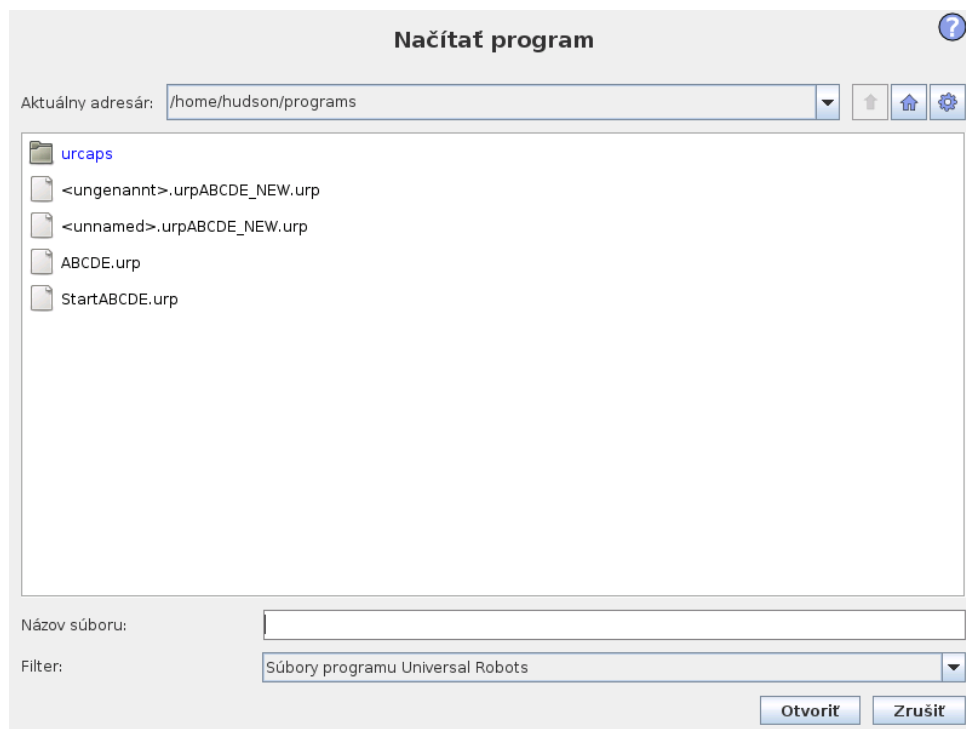 Načítať program
?
Aktuálny adresár: /home/hudson/programs
urcaps
<ungenannt>.urpABCDE_NEW.urp
<unnamed>.urpABCDE_NEW.urp
ABCDE.urp
StartABCDE.urp
Názov súboru:
Filter: Súbory programu Universal Robots
Otvoriť Zrušiť